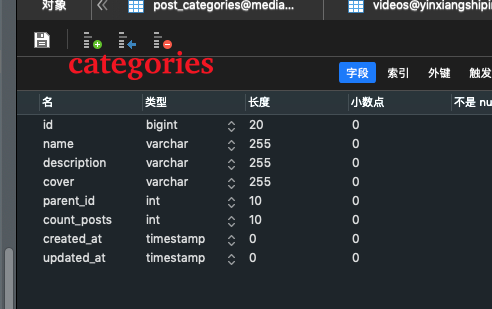 对象 post_categories@media... videos@yinxiangshipi
categories
字段 索引 外键 触发
名 类型 长度 小数点 不是 nu
id bigint 20 0
name varchar 255 0
description varchar 255 0
cover varchar 255 0
parent_id int 10 0
count_posts int 10 0
created_at timestamp 0 0
updated_at timestamp 0 0